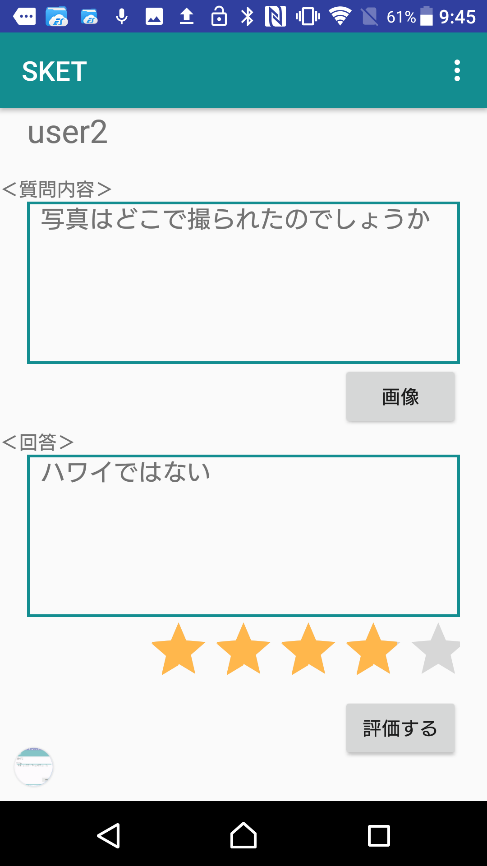 61% 9:45
SKET
user2
＜質問内容＞
写真はどこで撮られたのでしょうか
画像
＜回答＞
ハワイではない
評価する